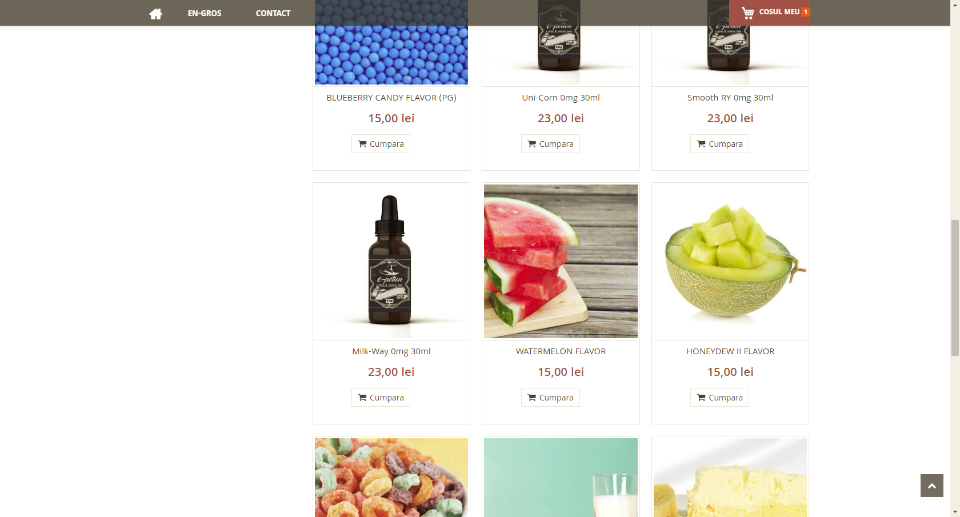 EN-GROS
CONTACT
COSUL MEU 1
BLUEBERRY CANDY FLAVOR (PG)
Uni-Corn 0mg 30ml
Smooth RY 0mg 30ml
15,00 lei
23,00 lei
23,00 lei
Cumpara
Cumpara
Cumpara
e-pelian
Milk-Way 0mg 30ml
WATERMELON FLAVOR
HONEYDEW II FLAVOR
23,00 lei
15,00 lei
15,00 lei
Cumpara
Cumpara
Cumpara